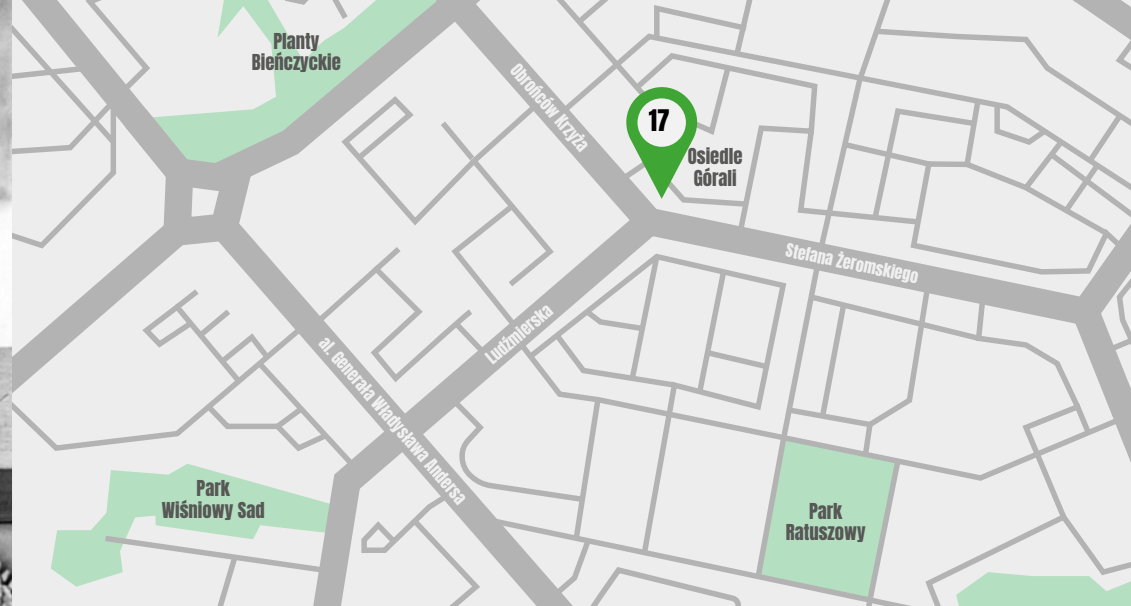 Planty
Bieńczyckie
Obrońców Krzyża
17
Osiedle
Górali
Stefana Żeromskiego
Ludźmierska
al. Generała Władysława Andersa
Park
Wiśniowy Sad
Park
Ratuszowy